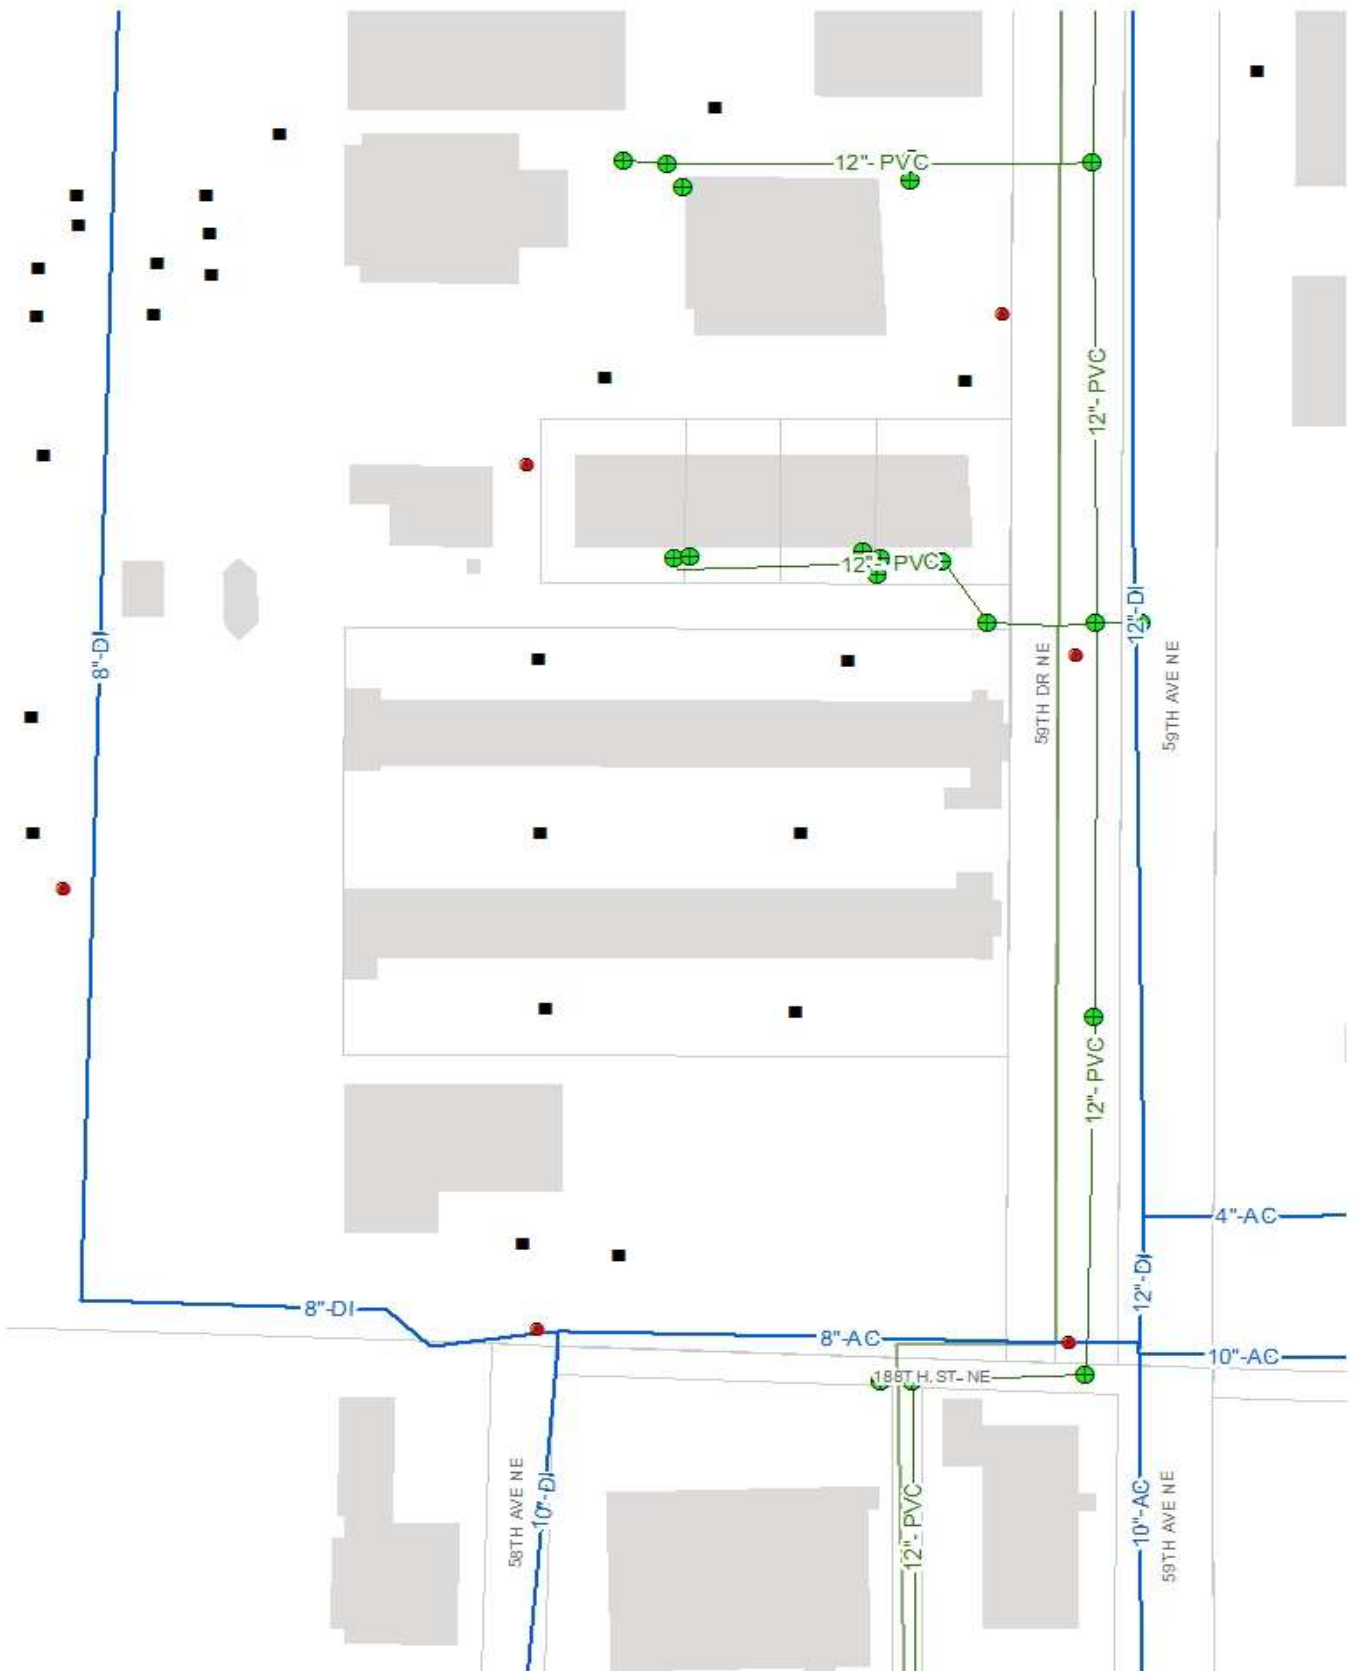 12"- PVC
12"- PVC
12"- PVC
12"-DI
8"-DI
59TH DR NE
59TH AVE NE
12"- PVC
4"-AC
12"-DI
8"-DI
8"-AC
10"-AC
188TH. ST- NE
58TH AVE NE
10"-DI
12"- PVC
10"-AC
59TH AVE NE